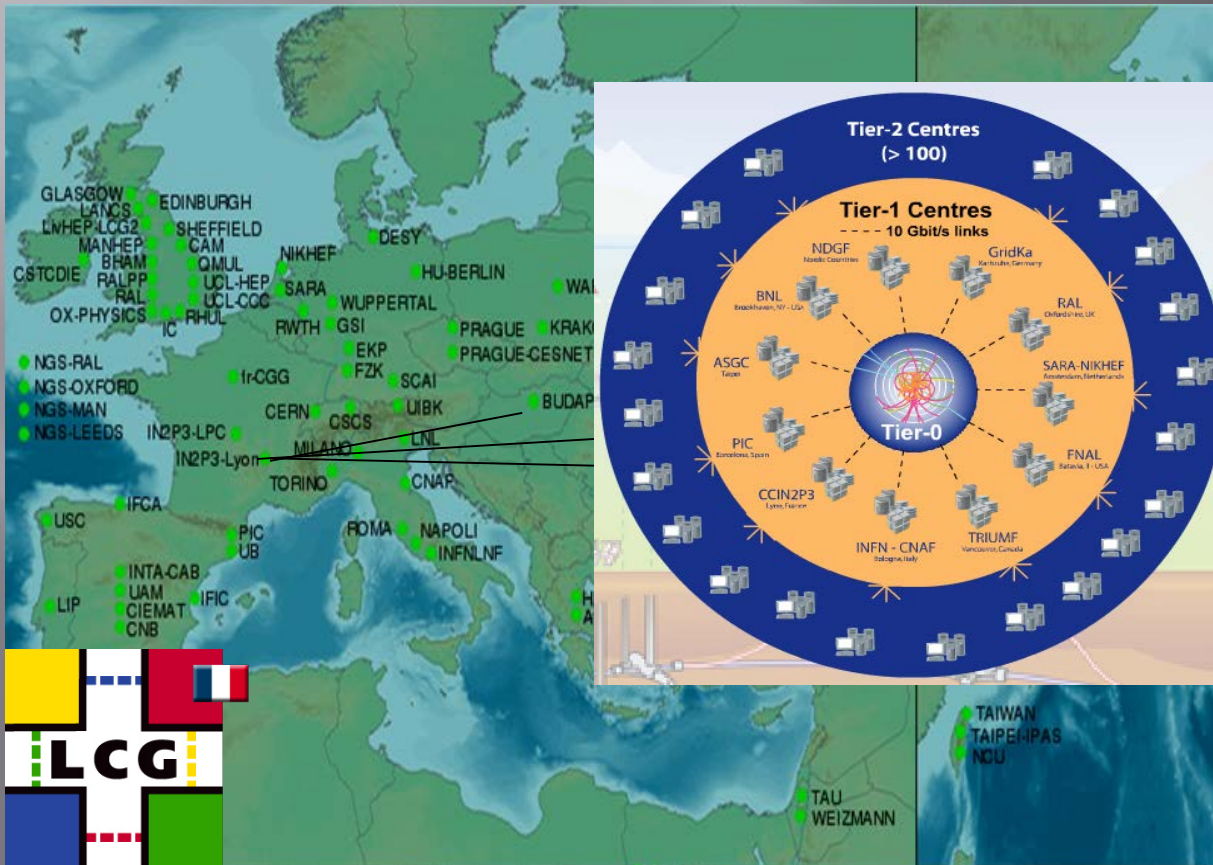 GLASGOW
EDINBURGH
LANCS
SHEFFIELD
LivHEP-LCG2
MANHEP
CAM
CSTCDIE
BHAM
QMUL
RALPP
UCL-HEP
RAL
UCL-CCC
OX-PHYSICS
IC
RHUL
NIKHEF
SARA
RWTH
DESY
HU-BERLIN
WUPPERTAL
GSI
EKP
FZK
PRAGUE
PRAGUE-CESNET
KRAK
WA
NGS-RAL
NGS-OXFORD
NGS-MAN
NGS-LEEDS
fr-CGG
SCAI
CERN
CSCS
UIBK
BUDAP
IN2P3-LPC
IN2P3-Lyon
MILANO
LNL
TORINO
CNAP
IFCA
USC
PIC
UB
ROMA
NAPOLI
INFNLNF
INTA-CAB
UAM
CIEMAT
CNB
LIP
IFIC
H
A
TAU
WEIZMANN
TAIWAN
TAIPEI-IPAS
NCU
LCG
Tier-2 Centres
(> 100)
Tier-1 Centres
10 Gbit/s links
NDGF
Nordic Countries
GridKa
Karlsruhe, Germany
BNL
Brookhaven, NY - USA
RAL
Oxfordshire, UK
ASGC
Taipei
SARA-NIKHEF
Amsterdam, Netherlands
Tier-0
PIC
Barcelona, Spain
FNAL
Batavia, Il - USA
CCIN2P3
Lyon, France
TRIUMF
Vancouver, Canada
INFN - CNAF
Bologna, Italy